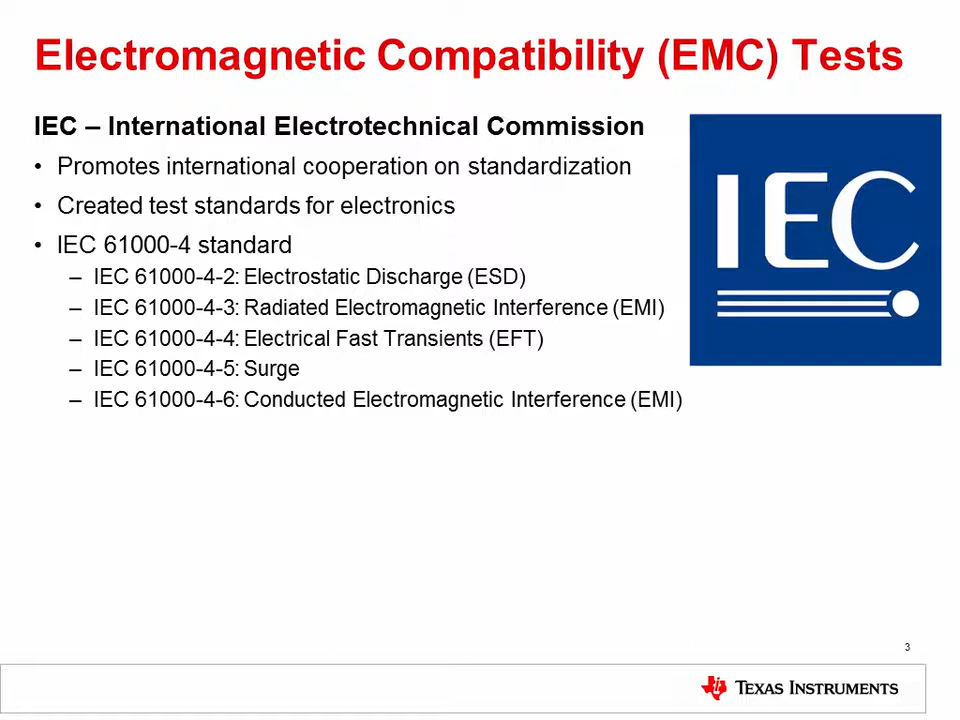 Electromagnetic Compatibility (EMC) Tests
IEC – International Electrotechnical Commission
• Promotes international cooperation on standardization
• Created test standards for electronics
• IEC 61000-4 standard
– IEC 61000-4-2: Electrostatic Discharge (ESD)
– IEC 61000-4-3: Radiated Electromagnetic Interference (EMI)
– IEC 61000-4-4: Electrical Fast Transients (EFT)
– IEC 61000-4-5: Surge
– IEC 61000-4-6: Conducted Electromagnetic Interference (EMI)
IEC
3
TEXAS INSTRUMENTS